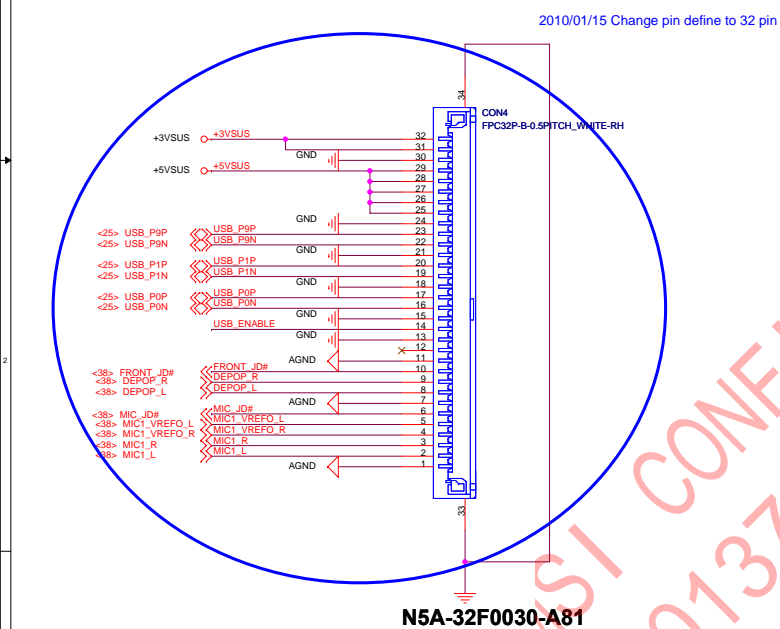 2010/01/15 Change pin define to 32 pin
34
CON4
FPC32P-B-0.5PITCH_WHITE-RH
+3VSUS +3VSUS 32
31
GND 30
+5VSUS +5VSUS 29
28
27
26
25
GND 24
<25> USB_P9P USB_P9P 23
<25> USB_P9N USB_P9N 22
GND 21
<25> USB_P1P USB_P1P 20
<25> USB_P1N USB_P1N 19
GND 18
<25> USB_P0P USB_P0P 17
<25> USB_P0N USB_P0N 16
GND 15
USB_ENABLE 14
GND 13
12
AGND 11
<38> FRONT_JD# FRONT_JD# 10
<38> DEPOP_R DEPOP_R 9
<38> DEPOP_L DEPOP_L 8
AGND 7
<38> MIC_JD# MIC_JD# 6
<38> MIC1_VREFO_L MIC1_VREFO_L 5
<38> MIC1_VREFO_R MIC1_VREFO_R 4
<38> MIC1_R MIC1_R 3
<38> MIC1_L MIC1_L 2
AGND 1
33
2
N5A-32F0030-A81